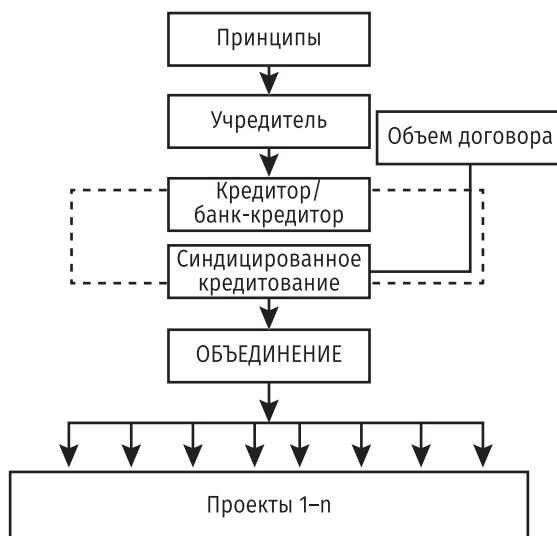 Принципы
Учредитель
Объем договора
Кредитор/
банк-кредитор
Синдицированное
кредитование
ОБЪЕДИНЕНИЕ
Проекты 1–n